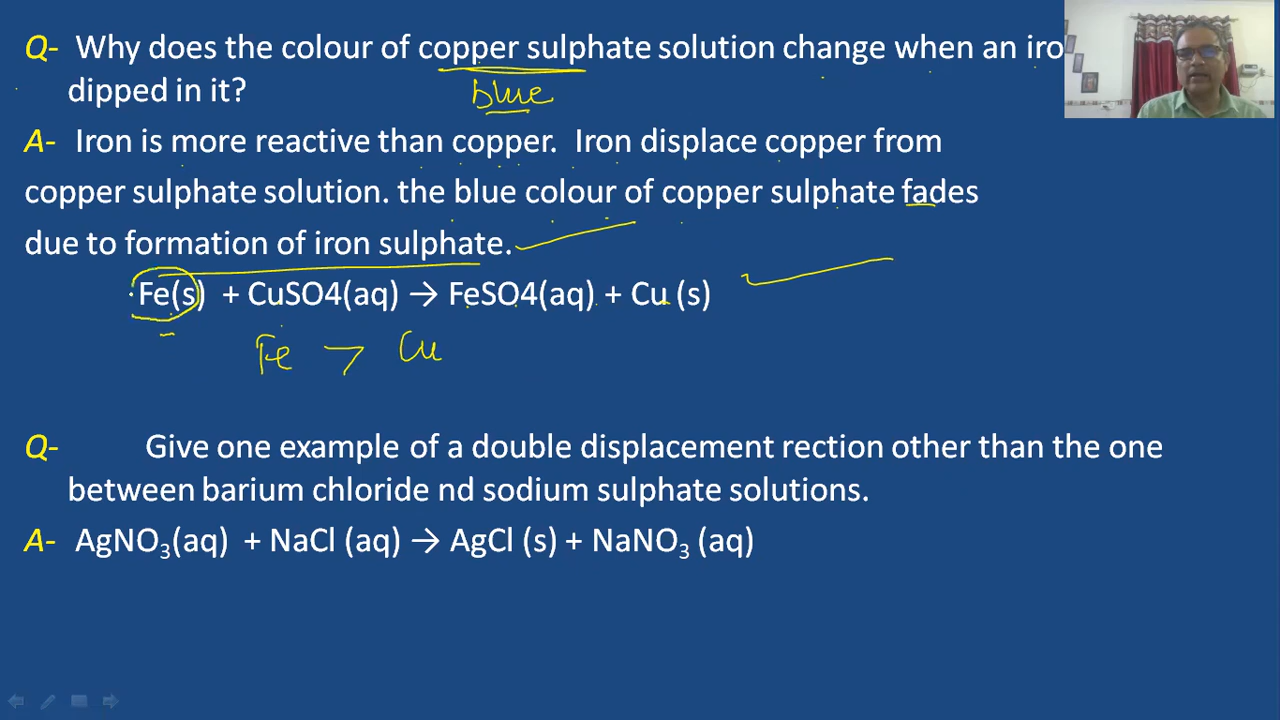 Q- Why does the colour of copper sulphate solution change when an iro
dipped in it?
blue
A- Iron is more reactive than copper. Iron displace copper from
copper sulphate solution. the blue colour of copper sulphate fades
due to formation of iron sulphate.
Fe(s) + CuSO4(aq) → FeSO4(aq) + Cu (s)
Fe > Cu
Q- Give one example of a double displacement rection other than the one
between barium chloride nd sodium sulphate solutions.
A- AgNO₃(aq) + NaCl (aq) → AgCl (s) + NaNO₃ (aq)